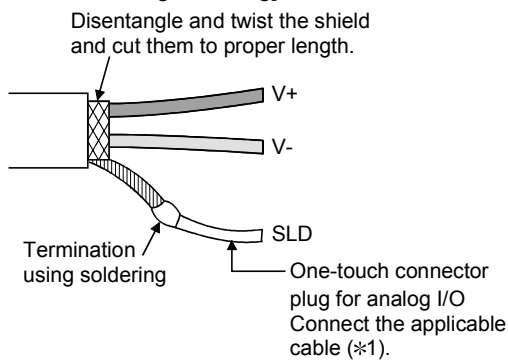 Disentangle and twist the shield
and cut them to proper length.
V+
V-
SLD
Termination
using soldering
One-touch connector
plug for analog I/O
Connect the applicable
cable (*1).